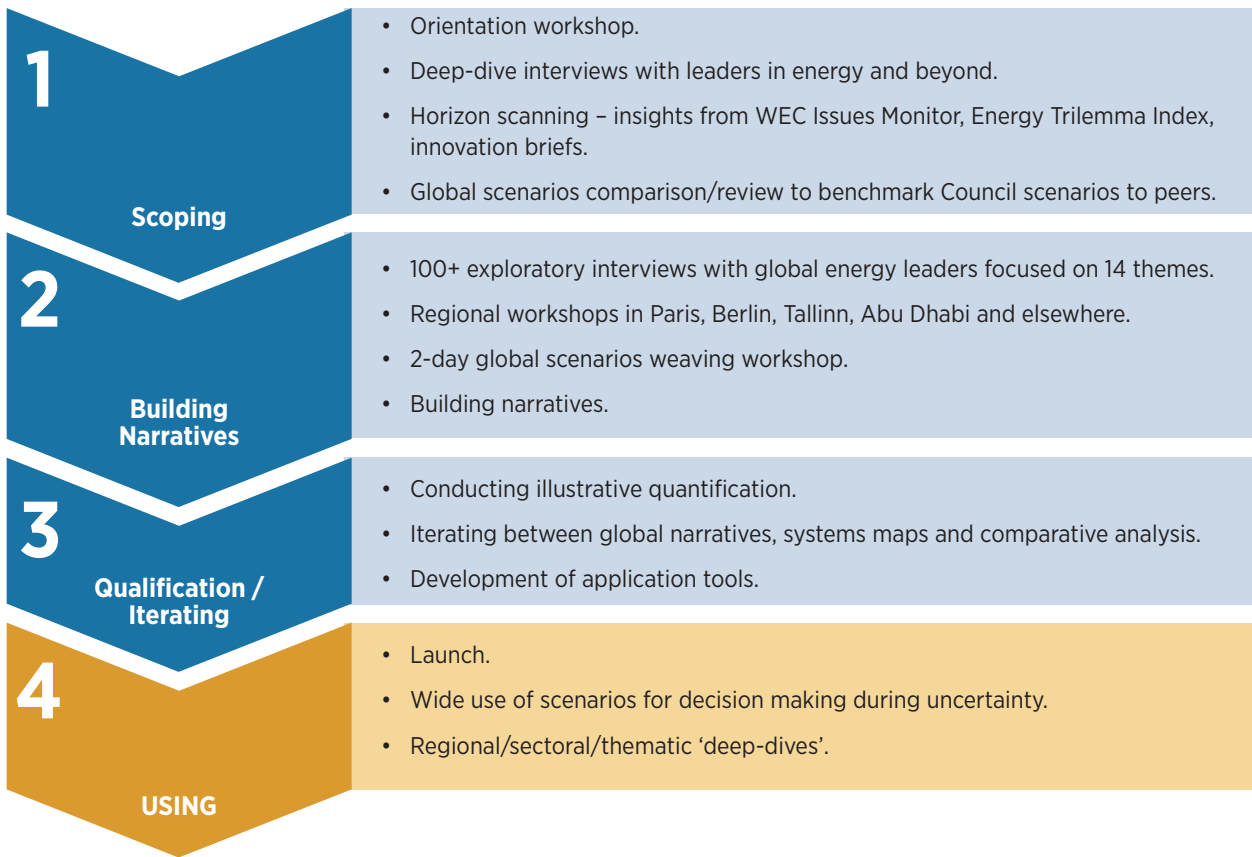 1
Scoping
• Orientation workshop.
• Deep-dive interviews with leaders in energy and beyond.
• Horizon scanning – insights from WEC Issues Monitor, Energy Trilemma Index,
innovation briefs.
• Global scenarios comparison/review to benchmark Council scenarios to peers.
2
Building
Narratives
• 100+ exploratory interviews with global energy leaders focused on 14 themes.
• Regional workshops in Paris, Berlin, Tallinn, Abu Dhabi and elsewhere.
• 2-day global scenarios weaving workshop.
• Building narratives.
3
Qualification /
Iterating
• Conducting illustrative quantification.
• Iterating between global narratives, systems maps and comparative analysis.
• Development of application tools.
4
USING
• Launch.
• Wide use of scenarios for decision making during uncertainty.
• Regional/sectoral/thematic ‘deep-dives’.